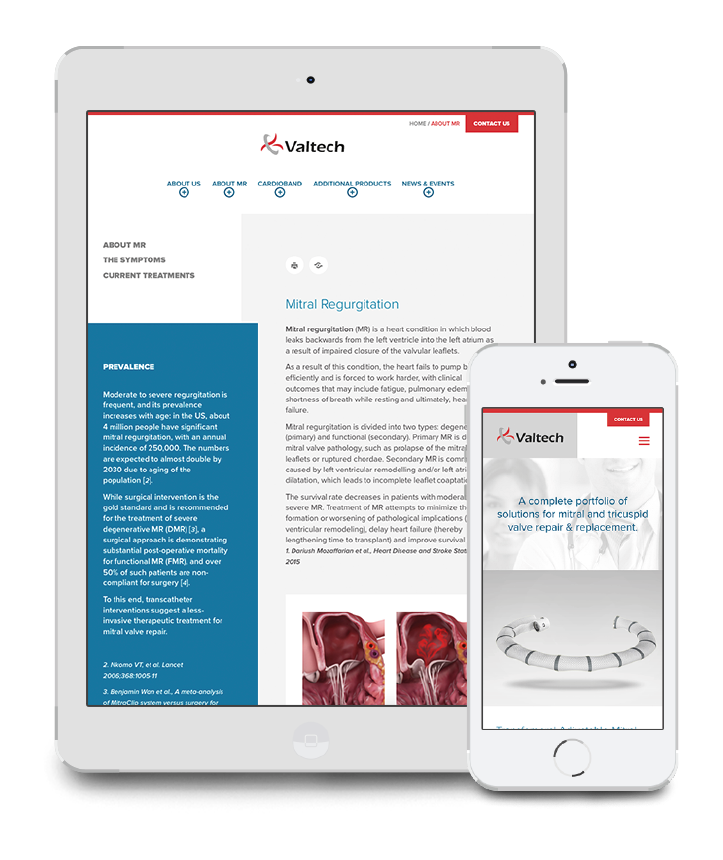 HOME / ABOUT MR
CONTACT US
Valtech
ABOUT US
ABOUT MR
CARDIOBAND
ADDITIONAL PRODUCTS
NEWS & EVENTS
ABOUT MR
THE SYMPTOMS
CURRENT TREATMENTS
PREVALENCE
Moderate to severe regurgitation is
frequent, and its prevalence
increases with age: in the US, about
4 million people have significant
mitral regurgitation, with an annual
incidence of 250,000. The numbers
are expected to almost double by
2030 due to aging of the
population [2].
While surgical intervention is the
gold standard and is recommended
for the treatment of severe
degenerative MR (DMR) [3], a
surgical approach is demonstrating
substantial post-operative mortality
for functional MR (FMR), and over
50% of such patients are non-
compliant for surgery [4].
To this end, transcatheter
interventions suggest a less-
invasive therapeutic treatment for
mitral valve repair.
2. Nkomo VT, et al. Lancet
2006;368:1005-11
3. Benjamin Wan et al., A meta-analysis
of MitraClip system versus surgery for
Mitral Regurgitation
Mitral regurgitation (MR) is a heart condition in which blood
leaks backwards from the left ventricle into the left atrium as
a result of impaired closure of the valvular leaflets.
As a result of this condition, the heart fails to pump b
efficiently and is forced to work harder, with clinical
outcomes that may include fatigue, pulmonary edem
shortness of breath while resting and ultimately, hea
failure.
Mitral regurgitation is divided into two types: degene
(primary) and functional (secondary). Primary MR is d
mitral valve pathology, such as prolapse of the mitral
leaflets or ruptured chordae. Secondary MR is comm
caused by left ventricular remodelling and/or left atri
dilatation, which leads to incomplete leaflet coaptatio
The survival rate decreases in patients with moderat
severe MR. Treatment of MR attempts to minimize th
formation or worsening of pathological implications (
ventricular remodeling), delay heart failure (thereby
lengthening time to transplant) and improve survival
1. Dariush Mozaffarian et al., Heart Disease and Stroke Stat
2015
CONTACT US
Valtech
A complete portfolio of
solutions for mitral and tricuspid
valve repair & replacement.